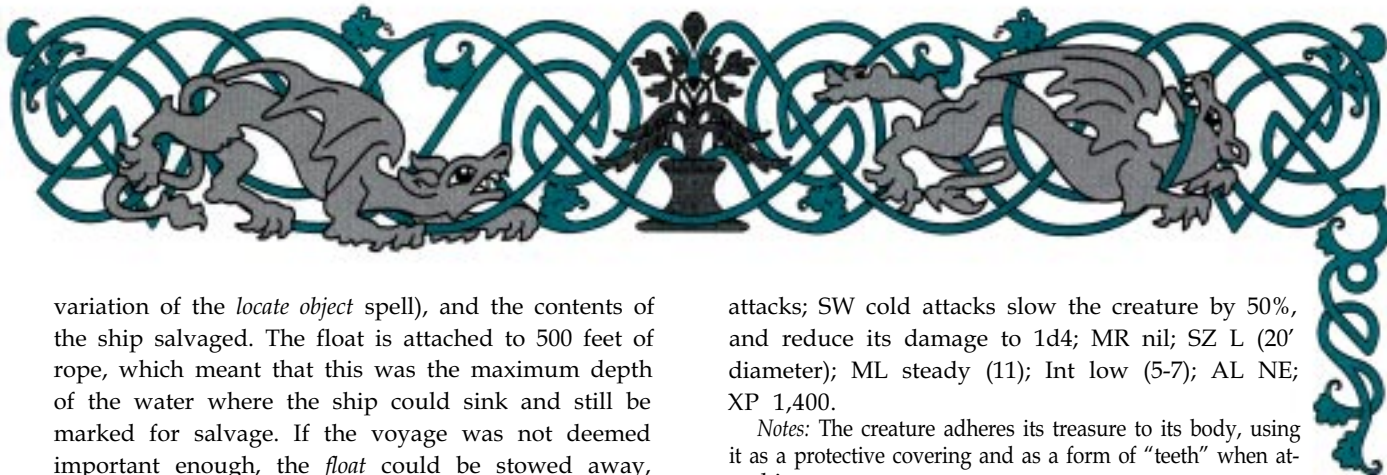 variation of the locate object spell), and the contents of
the ship salvaged. The float is attached to 500 feet of
rope, which meant that this was the maximum depth
of the water where the ship could sink and still be
marked for salvage. If the voyage was not deemed
important enough, the float could be stowed away,
attacks; SW cold attacks slow the creature by 50%,
and reduce its damage to 1d4; MR nil; SZ L (20'
diameter); ML steady (11); Int low (5-7); AL NE;
XP 1,400.
Notes: The creature adheres its treasure to its body, using
it as a protective covering and as a form of “teeth” when at-